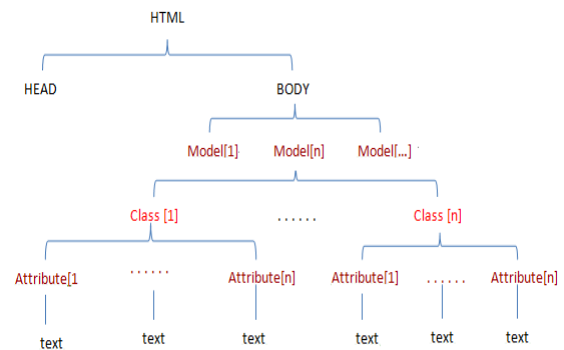 HTML
HEAD BODY
Model[1] Model[n] Model[...]
Class [1] ...... Class [n]
Attribute[1 ...... Attribute[n] Attribute[1] ...... Attribute[n]
text text text text text text